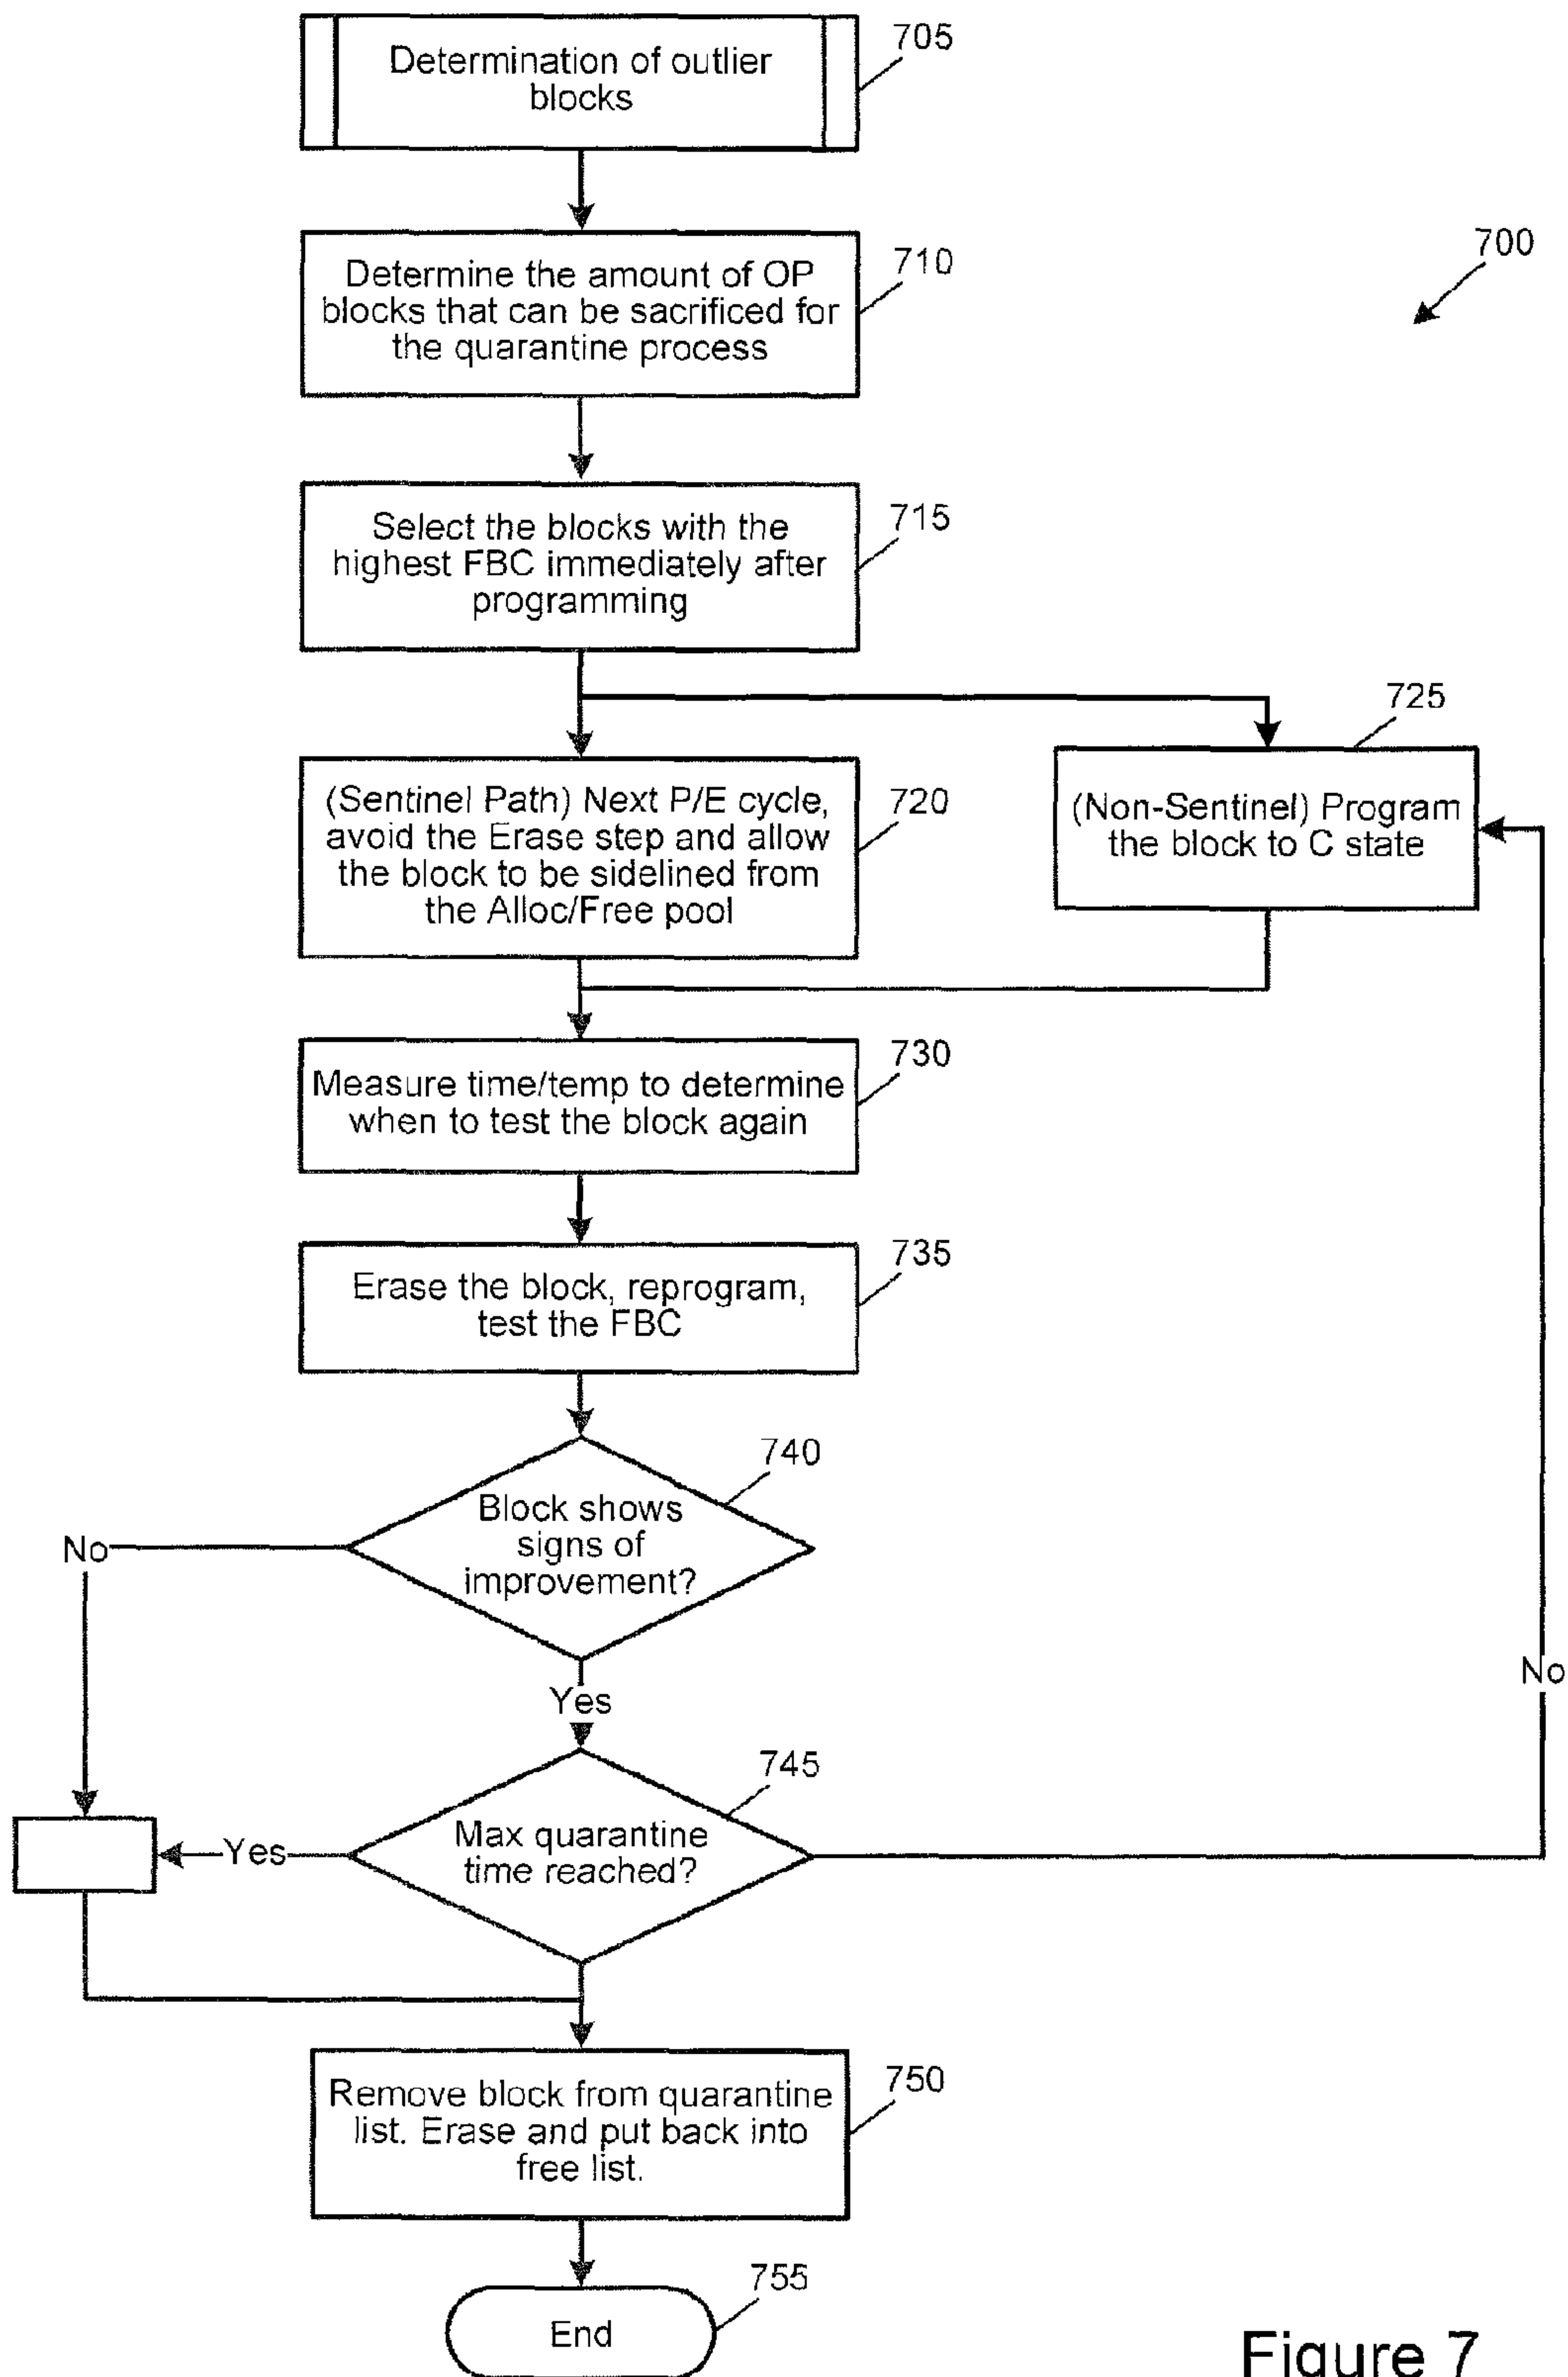 Determination of outlier
blocks
705
700
Determine the amount of OP
blocks that can be sacrificed for
the quarantine process
710
Select the blocks with the
highest FBC immediately after
programming
715
(Sentinel Path) Next P/E cycle,
avoid the Erase step and allow
the block to be sidelined from
the Alloc/Free pool
720
(Non-Sentinel) Program
the block to C state
725
Measure time/temp to determine
when to test the block again
730
Erase the block, reprogram,
test the FBC
735
Block shows
signs of
improvement?
740
No
Yes
No
Max quarantine
time reached?
745
Yes
Remove block from quarantine
list. Erase and put back into
free list.
750
End
755
Figure 7